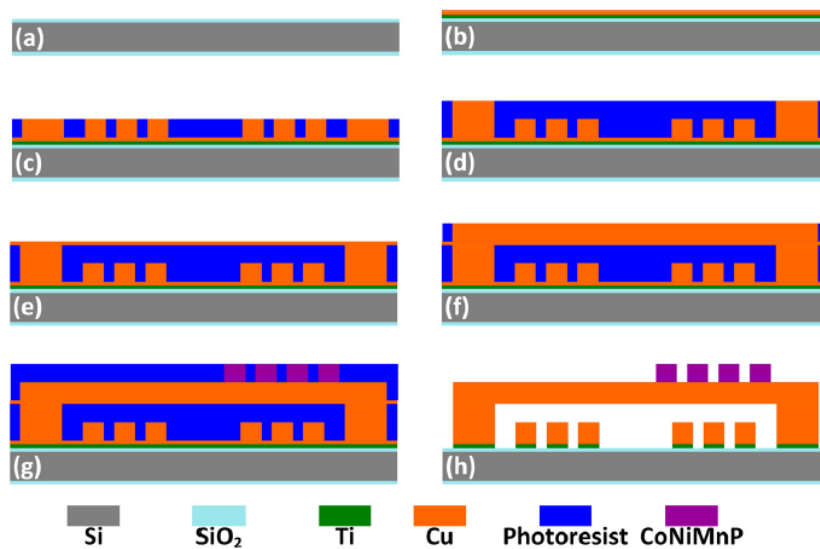 (a) (b)
(c) (d)
(e) (f)
(g) (h)
Si SiO₂ Ti Cu Photoresist CoNiMnP